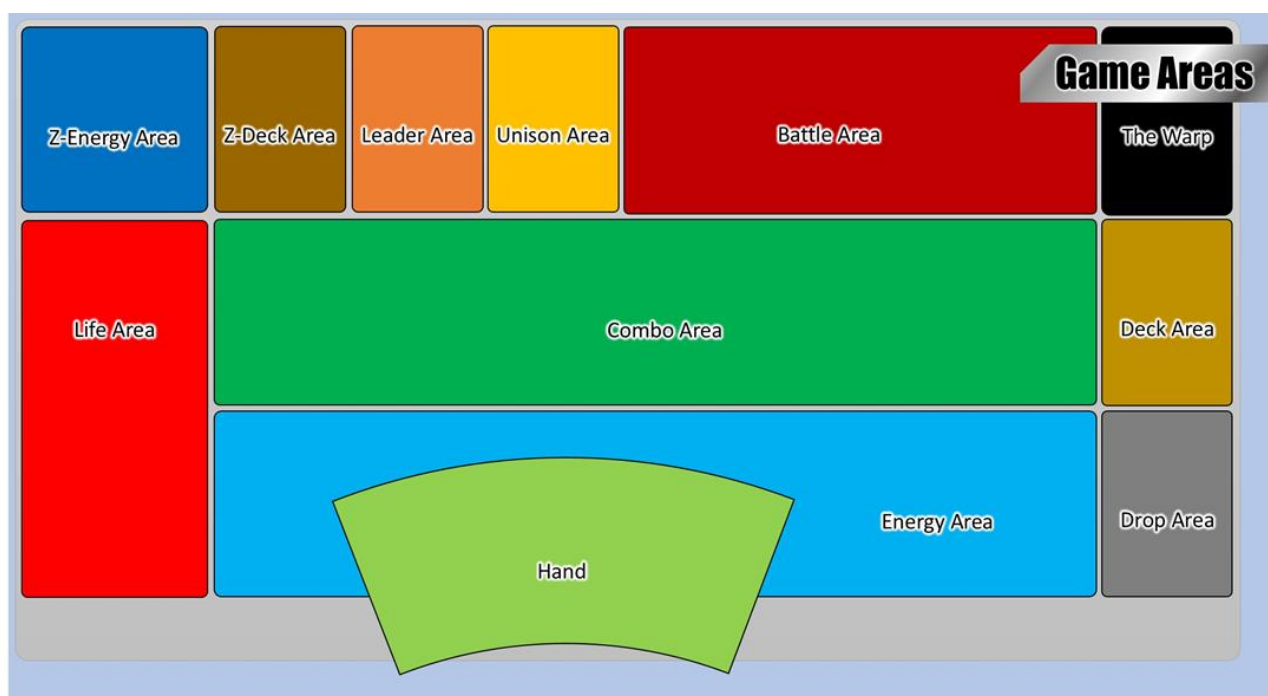 Game Areas
Z-Energy Area
Z-Deck Area
Leader Area
Unison Area
Battle Area
The Warp
Life Area
Combo Area
Deck Area
Energy Area
Drop Area
Hand